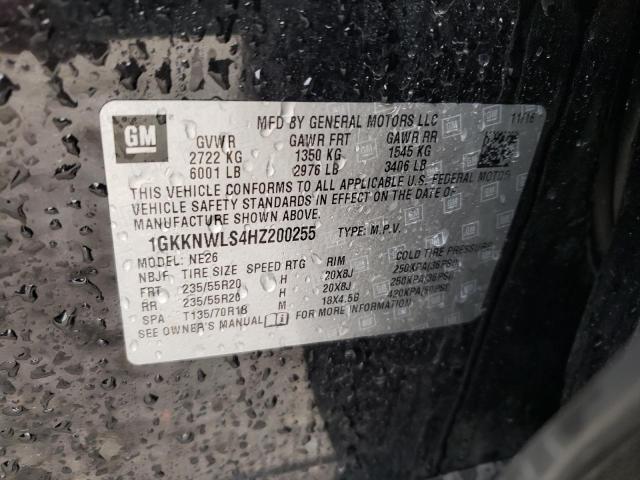 GM
MFD BY GENERAL MOTORS LLC
11/16
GVWR GAWR FRT GAWR RR
2722 KG 1350 KG 1545 KG
6001 LB 2976 LB 3406 LB
THIS VEHICLE CONFORMS TO ALL APPLICABLE U.S. FEDERAL MOTOR
VEHICLE SAFETY STANDARDS IN EFFECT ON THE DATE OF
MANUFACTURE SHOWN ABOVE.
1GKKNWLS4HZ200255 TYPE: M.P.V.
MODEL: NE26
NBJF TIRE SIZE SPEED RTG RIM COLD TIRE PRESSURE
FRT 235/55R20 H 20X8J 250KPA/36PSI
RR 235/55R20 H 20X8J 250KPA/36PSI
SPA T135/70R18 M 18X4.5B 420KPA/60PSI
SEE OWNER'S MANUAL FOR MORE INFORMATION